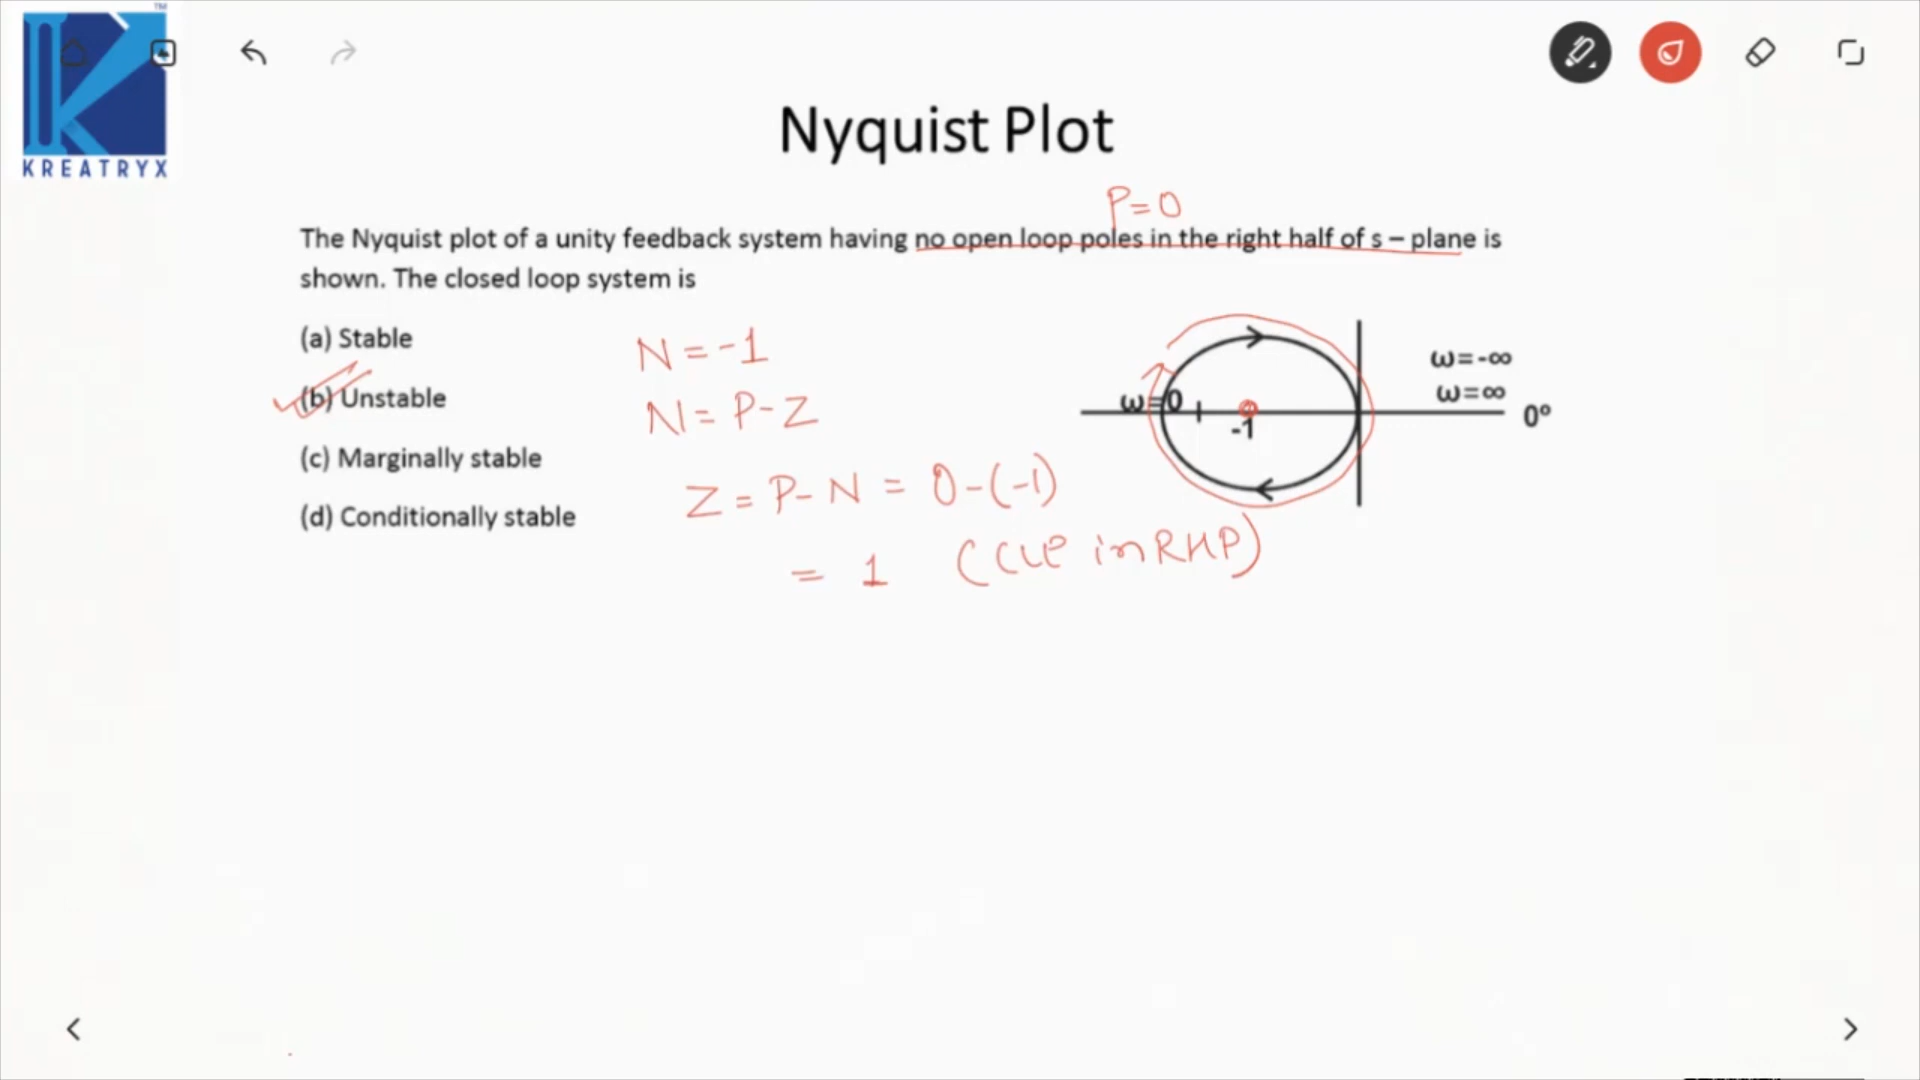 TM
KREATRYX
Nyquist Plot
P=0
The Nyquist plot of a unity feedback system having no open loop poles in the right half of s – plane is
shown. The closed loop system is
(a) Stable
(b) Unstable
(c) Marginally stable
(d) Conditionally stable
N = -1
N = P-Z
Z = P- N = 0-(-1)
= 1 (CLP in RHP)
ω=-∞
ω=∞
ω=0
-1
0º